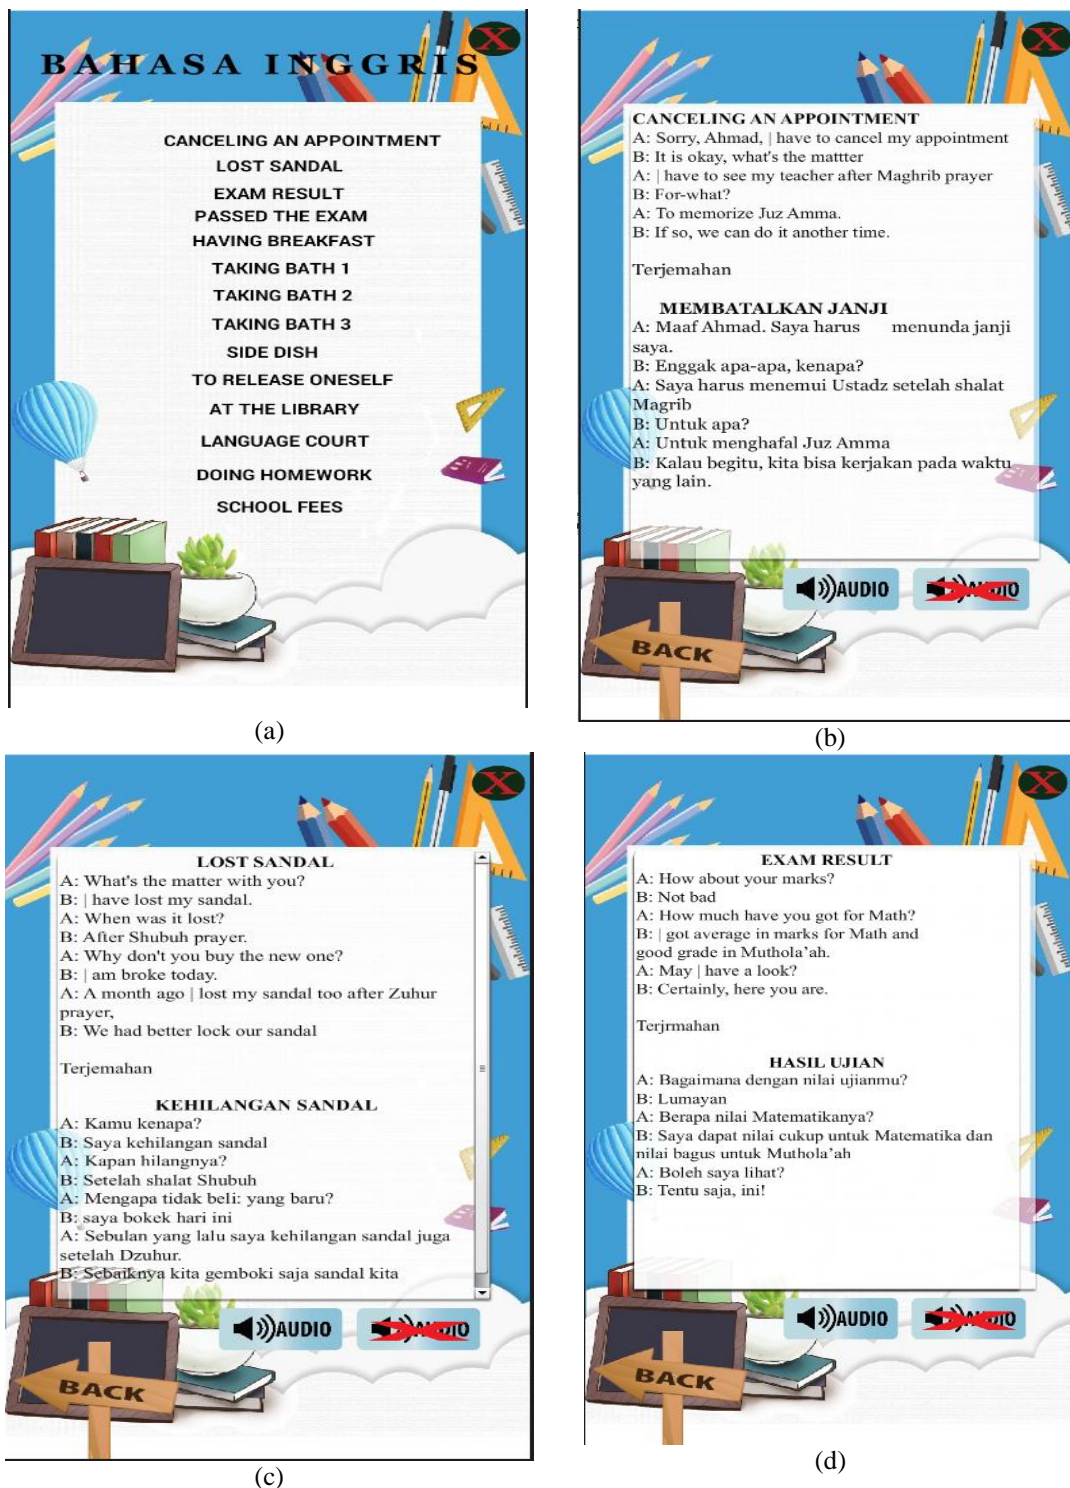 BAHASA INGGRIS
X
CANCELING AN APPOINTMENT
LOST SANDAL
EXAM RESULT
PASSED THE EXAM
HAVING BREAKFAST
TAKING BATH 1
TAKING BATH 2
TAKING BATH 3
SIDE DISH
TO RELEASE ONESELF
AT THE LIBRARY
LANGUAGE COURT
DOING HOMEWORK
SCHOOL FEES
(a)
X
CANCELING AN APPOINTMENT
A: Sorry, Ahmad, | have to cancel my appointment
B: It is okay, what's the mattter
A: | have to see my teacher after Maghrib prayer
B: For-what?
A: To memorize Juz Amma.
B: If so, we can do it another time.
Terjemahan
MEMBATALKAN JANJI
A: Maaf Ahmad. Saya harus menunda janji
saya.
B: Enggak apa-apa, kenapa?
A: Saya harus menemui Ustadz setelah shalat
Magrib
B: Untuk apa?
A: Untuk menghafal Juz Amma
B: Kalau begitu, kita bisa kerjakan pada waktu
yang lain.
AUDIO
AUDIO
BACK
(b)
X
LOST SANDAL
A: What's the matter with you?
B: | have lost my sandal.
A: When was it lost?
B: After Shubuh prayer.
A: Why don't you buy the new one?
B: | am broke today.
A: A month ago | lost my sandal too after Zuhur
prayer,
B: We had better lock our sandal
Terjemahan
KEHILANGAN SANDAL
A: Kamu kenapa?
B: Saya kehilangan sandal
A: Kapan hilangnya?
B: Setelah shalat Shubuh
A: Mengapa tidak beli: yang baru?
B: saya bokek hari ini
A: Sebulan yang lalu saya kehilangan sandal juga
setelah Dzuhur.
B: Sebaiknya kita gemboki saja sandal kita
AUDIO
AUDIO
BACK
(c)
X
EXAM RESULT
A: How about your marks?
B: Not bad
A: How much have you got for Math?
B: | got average in marks for Math and
good grade in Muthola'ah.
A: May | have a look?
B: Certainly, here you are.
Terjrmahan
HASIL UJIAN
A: Bagaimana dengan nilai ujianmu?
B: Lumayan
A: Berapa nilai Matematikanya?
B: Saya dapat nilai cukup untuk Matematika dan
nilai bagus untuk Muthola'ah
A: Boleh saya lihat?
B: Tentu saja, ini!
AUDIO
AUDIO
BACK
(d)